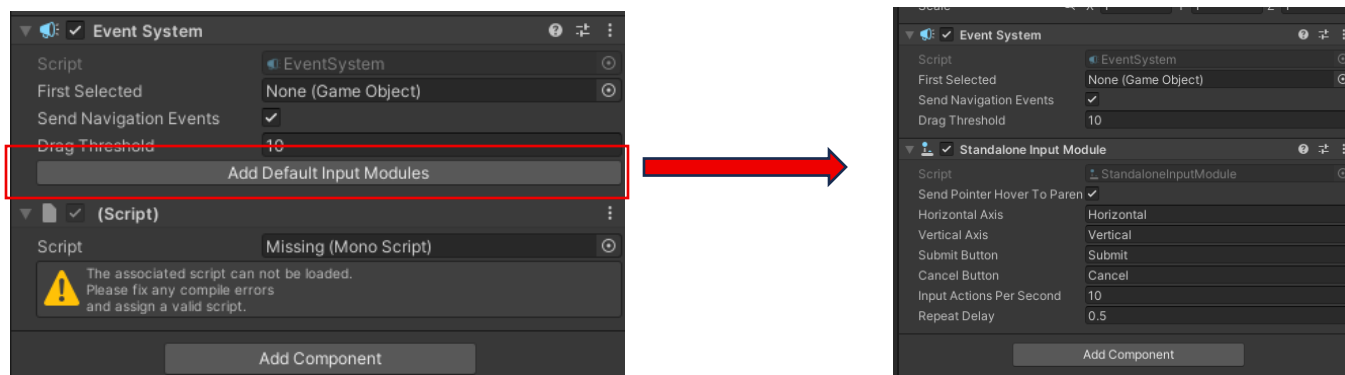 Event System
Script
EventSystem
First Selected
None (Game Object)
Send Navigation Events
Drag Threshold
10
Add Default Input Modules
(Script)
Script
Missing (Mono Script)
The associated script can not be loaded.
Please fix any compile errors
and assign a valid script.
Add Component
Event System
Script
EventSystem
First Selected
None (Game Object)
Send Navigation Events
Drag Threshold
10
Standalone Input Module
Script
StandaloneInputModule
Send Pointer Hover To Paren
Horizontal Axis
Horizontal
Vertical Axis
Vertical
Submit Button
Submit
Cancel Button
Cancel
Input Actions Per Second
10
Repeat Delay
0.5
Add Component